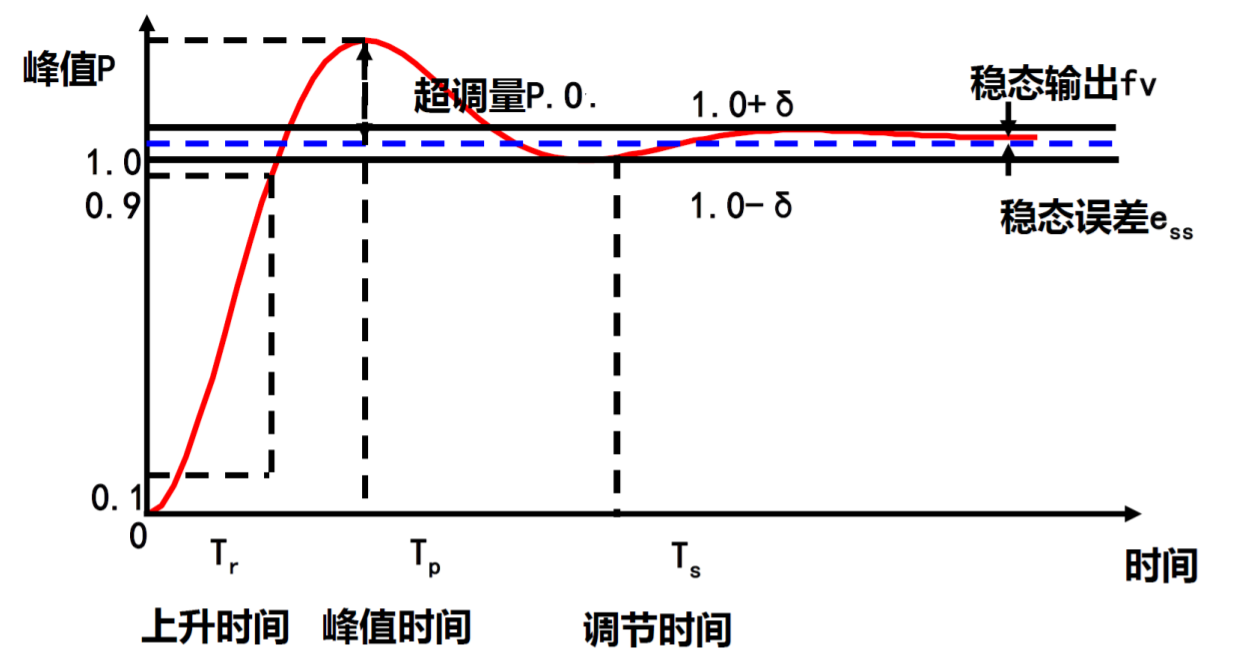 峰值P
超调量P.O.
1.0+δ
稳态输出fv
1.0
0.9
1.0-δ
稳态误差ess
0.1
0
Tr
Tp
Ts
时间
上升时间
峰值时间
调节时间